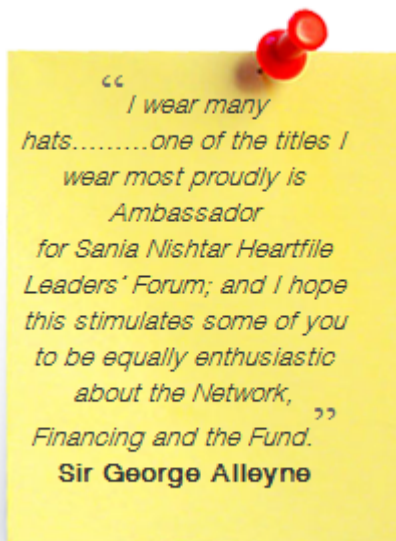 “I wear many
hats.........one of the titles I
wear most proudly is
Ambassador
for Sania Nishtar Heartfile
Leaders' Forum; and I hope
this stimulates some of you
to be equally enthusiastic
about the Network,
Financing and the Fund.”
Sir George Alleyne